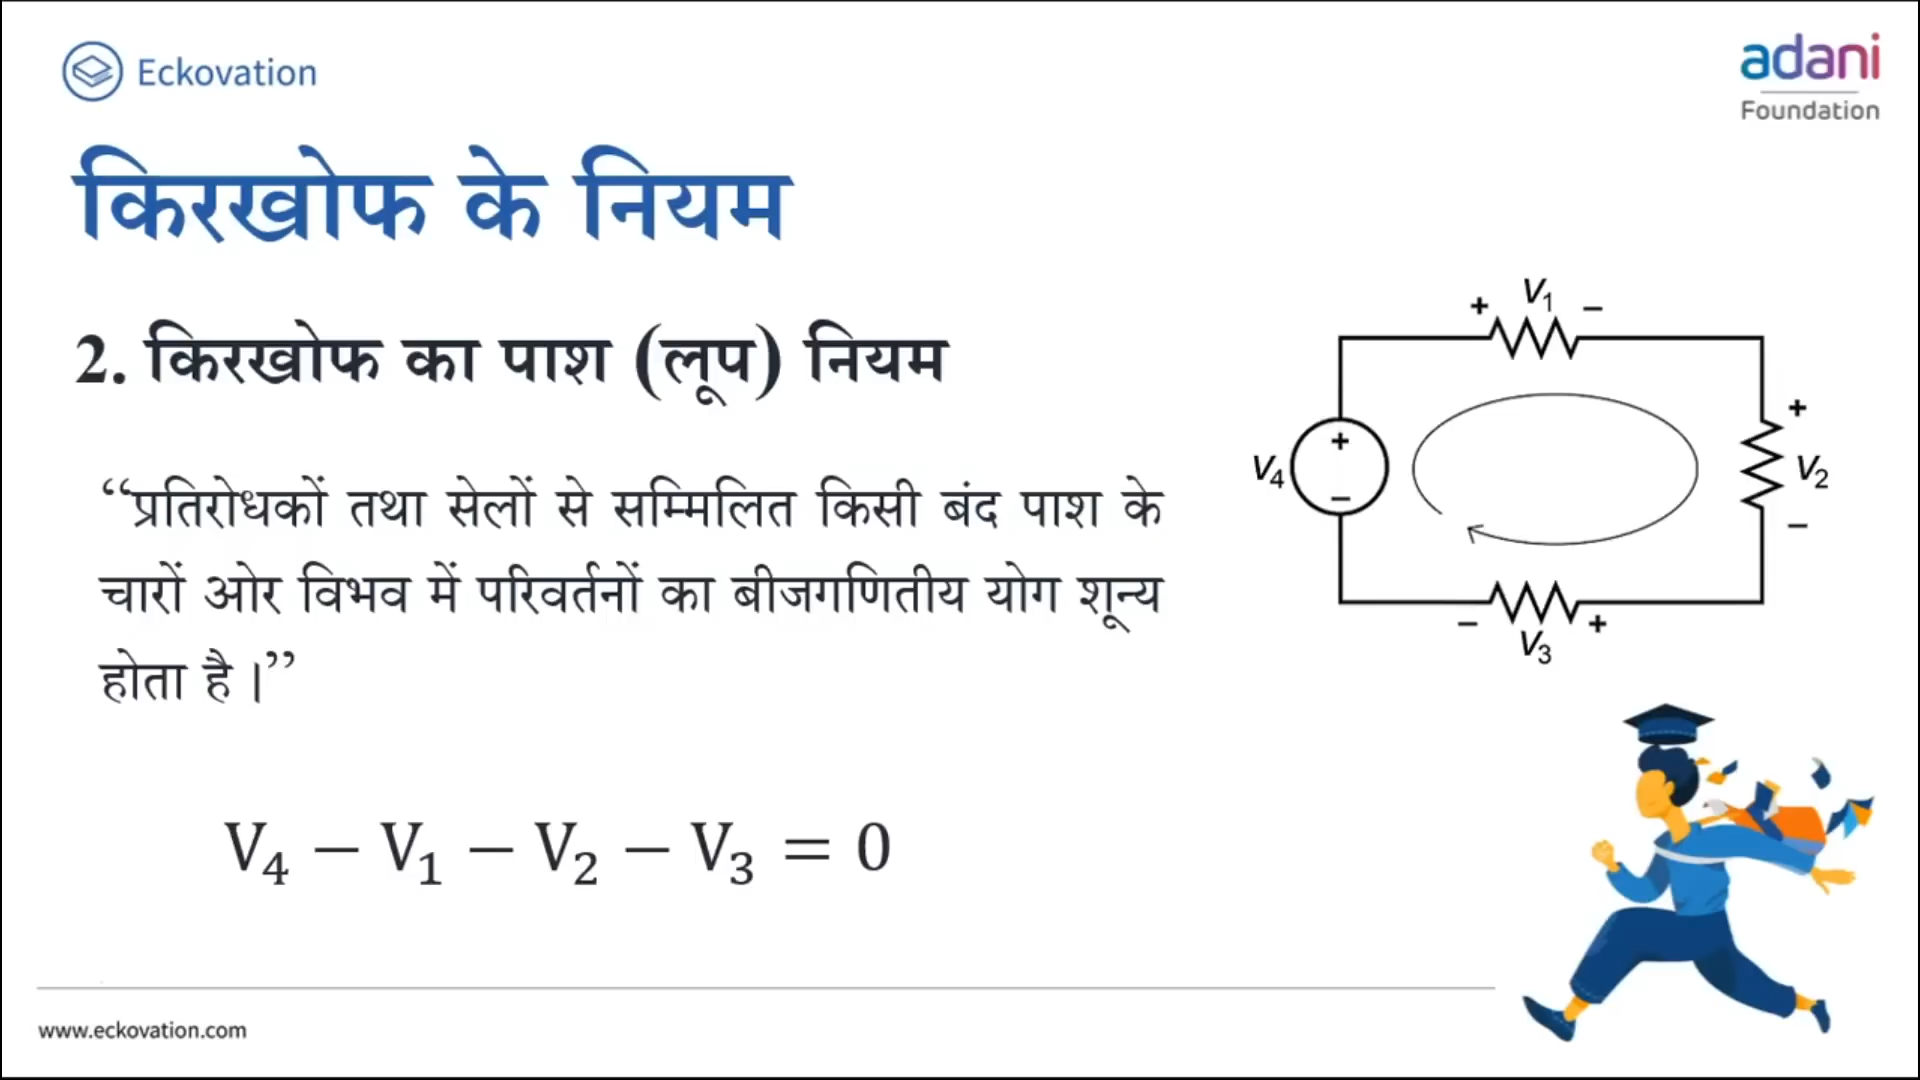 Eckovation
adani
Foundation
किरखोफ के नियम
2. किरखोफ का पाश (लूप) नियम
“प्रतिरोधकों तथा सेलों से सम्मिलित किसी बंद पाश के
चारों ओर विभव में परिवर्तनों का बीजगणितीय योग शून्य
होता है।”
V₄ − V₁ − V₂ − V₃ = 0
+ V₁ −
+
V₂
−
V₄
+
−
− V₃ +
www.eckovation.com